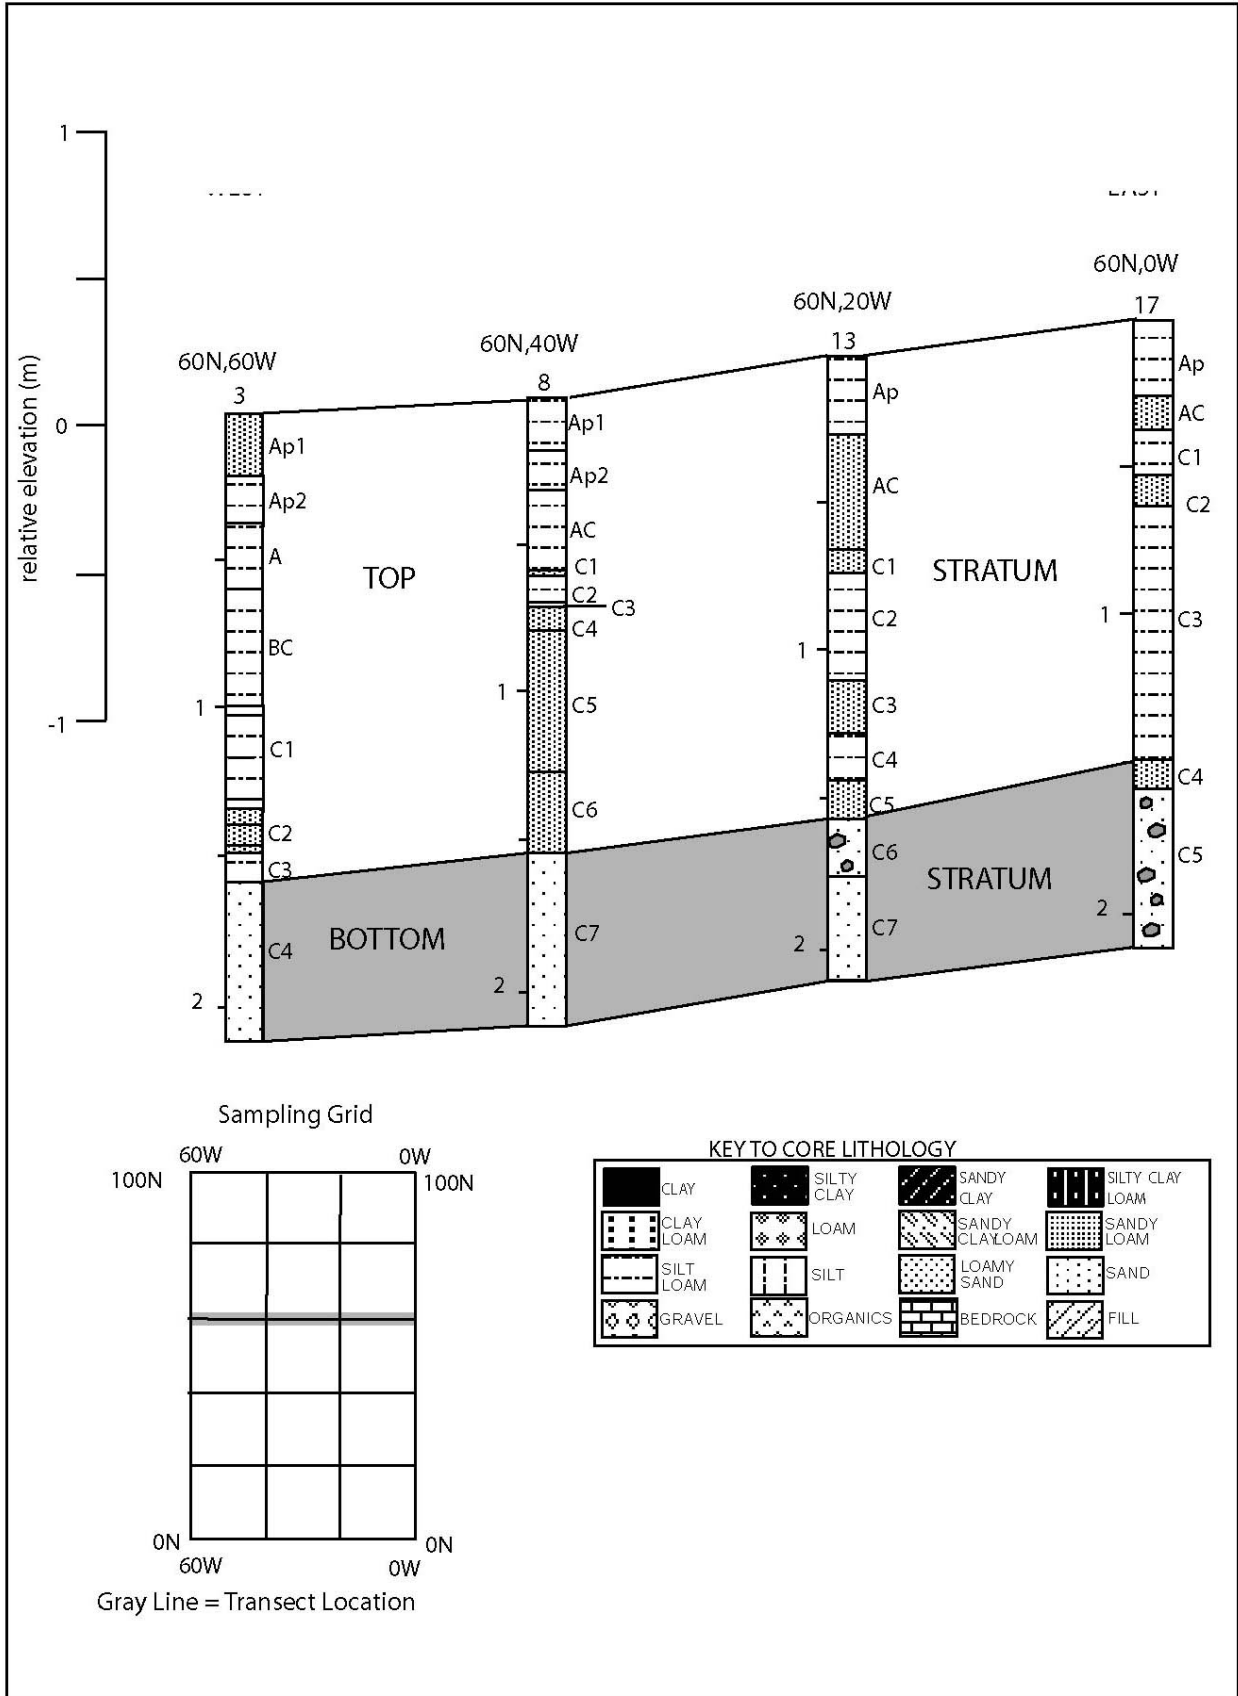 1
60N,0W
60N,20W
17
60N,40W
13
60N,60W
8
3
relative elevation (m)
0
-1
Ap1
Ap2
A
BC
1
C1
C2
C3
C4
2
Ap1
Ap2
AC
C1
C2
C3
C4
1
C5
C6
C7
2
Ap
AC
C1
C2
1
C3
C4
C5
C6
C7
2
Ap
AC
C1
C2
1
C3
C4
C5
2
TOP
STRATUM
BOTTOM
STRATUM
Sampling Grid
60W
0W
100N
100N
0N
0N
60W
0W
Gray Line = Transect Location
KEY TO CORE LITHOLOGY
CLAY
SILTY
CLAY
SANDY
CLAY
SILTY CLAY
LOAM
CLAY
LOAM
LOAM
SANDY
CLAYLOAM
SANDY
LOAM
SILT
LOAM
SILT
LOAMY
SAND
SAND
GRAVEL
ORGANICS
BEDROCK
FILL